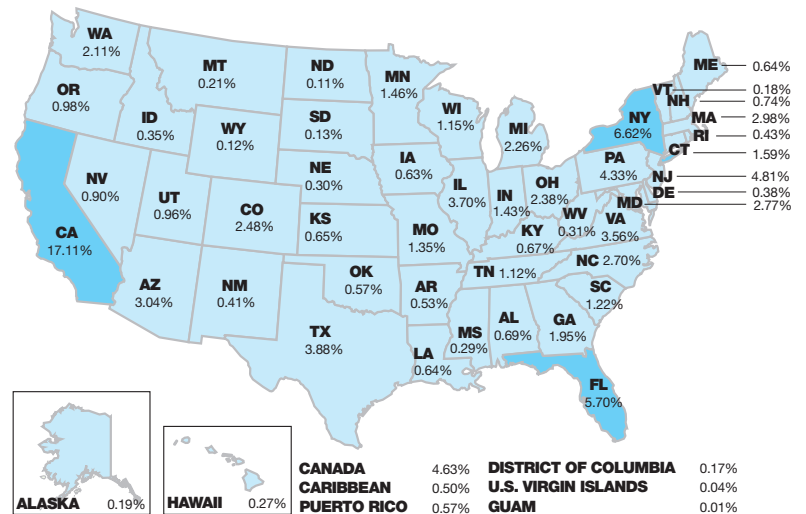 WA
2.11%
MT
0.21%
ND
0.11%
MN
1.46%
ME
0.64%
VT
0.18%
NH
0.74%
MA
2.98%
RI
0.43%
CT
1.59%
OR
0.98%
ID
0.35%
WY
0.12%
SD
0.13%
WI
1.15%
MI
2.26%
NY
6.62%
PA
4.33%
NJ
4.81%
DE
0.38%
MD
2.77%
NV
0.90%
UT
0.96%
CO
2.48%
NE
0.30%
KS
0.65%
IA
0.63%
IL
3.70%
IN
1.43%
OH
2.38%
WV
0.31%
VA
3.56%
CA
17.11%
MO
1.35%
KY
0.67%
NC 2.70%
TN 1.12%
SC
1.22%
AZ
3.04%
NM
0.41%
OK
0.57%
AR
0.53%
TX
3.88%
LA
0.64%
MS
0.29%
AL
0.69%
GA
1.95%
FL
5.70%
ALASKA 0.19%
HAWAII 0.27%
CANADA 4.63%
CARIBBEAN 0.50%
PUERTO RICO 0.57%
DISTRICT OF COLUMBIA 0.17%
U.S. VIRGIN ISLANDS 0.04%
GUAM 0.01%